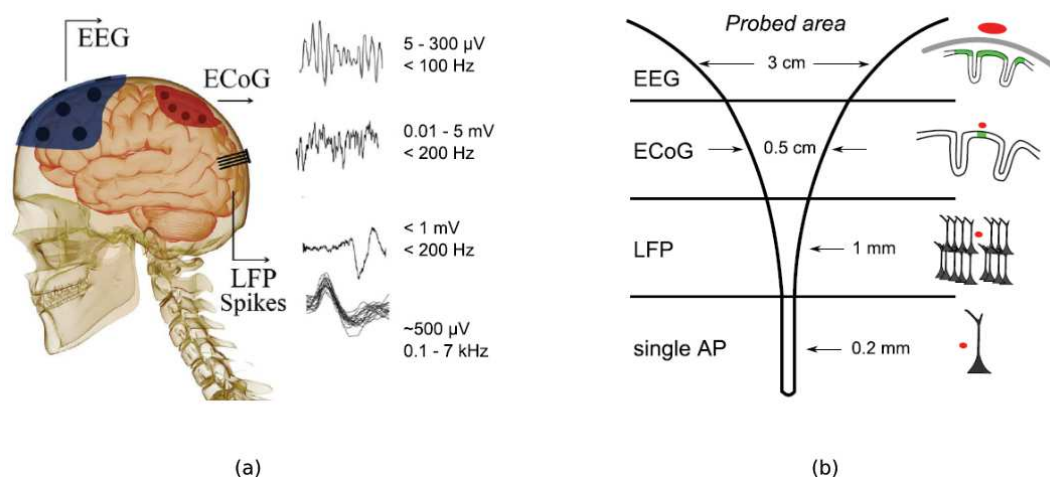 EEG
ECoG
LFP
Spikes
5 - 300 µV
< 100 Hz
0.01 - 5 mV
< 200 Hz
< 1 mV
< 200 Hz
~500 µV
0.1 - 7 kHz
(a)
Probed area
EEG
3 cm
ECoG
0.5 cm
LFP
1 mm
single AP
0.2 mm
(b)